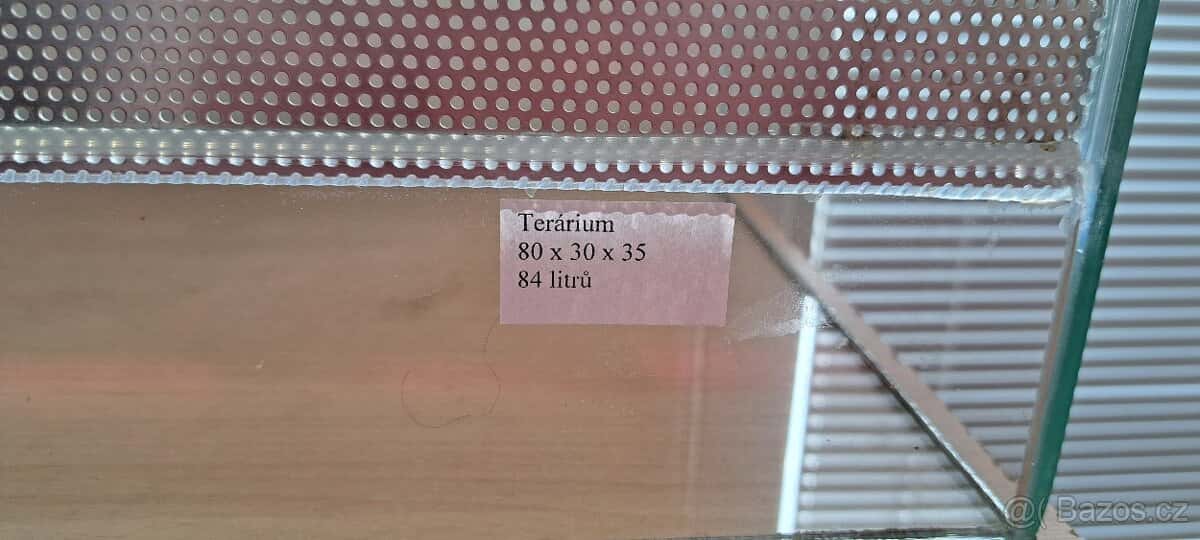 Terárium
80 x 30 x 35
84 litrů
@( Bazos.cz